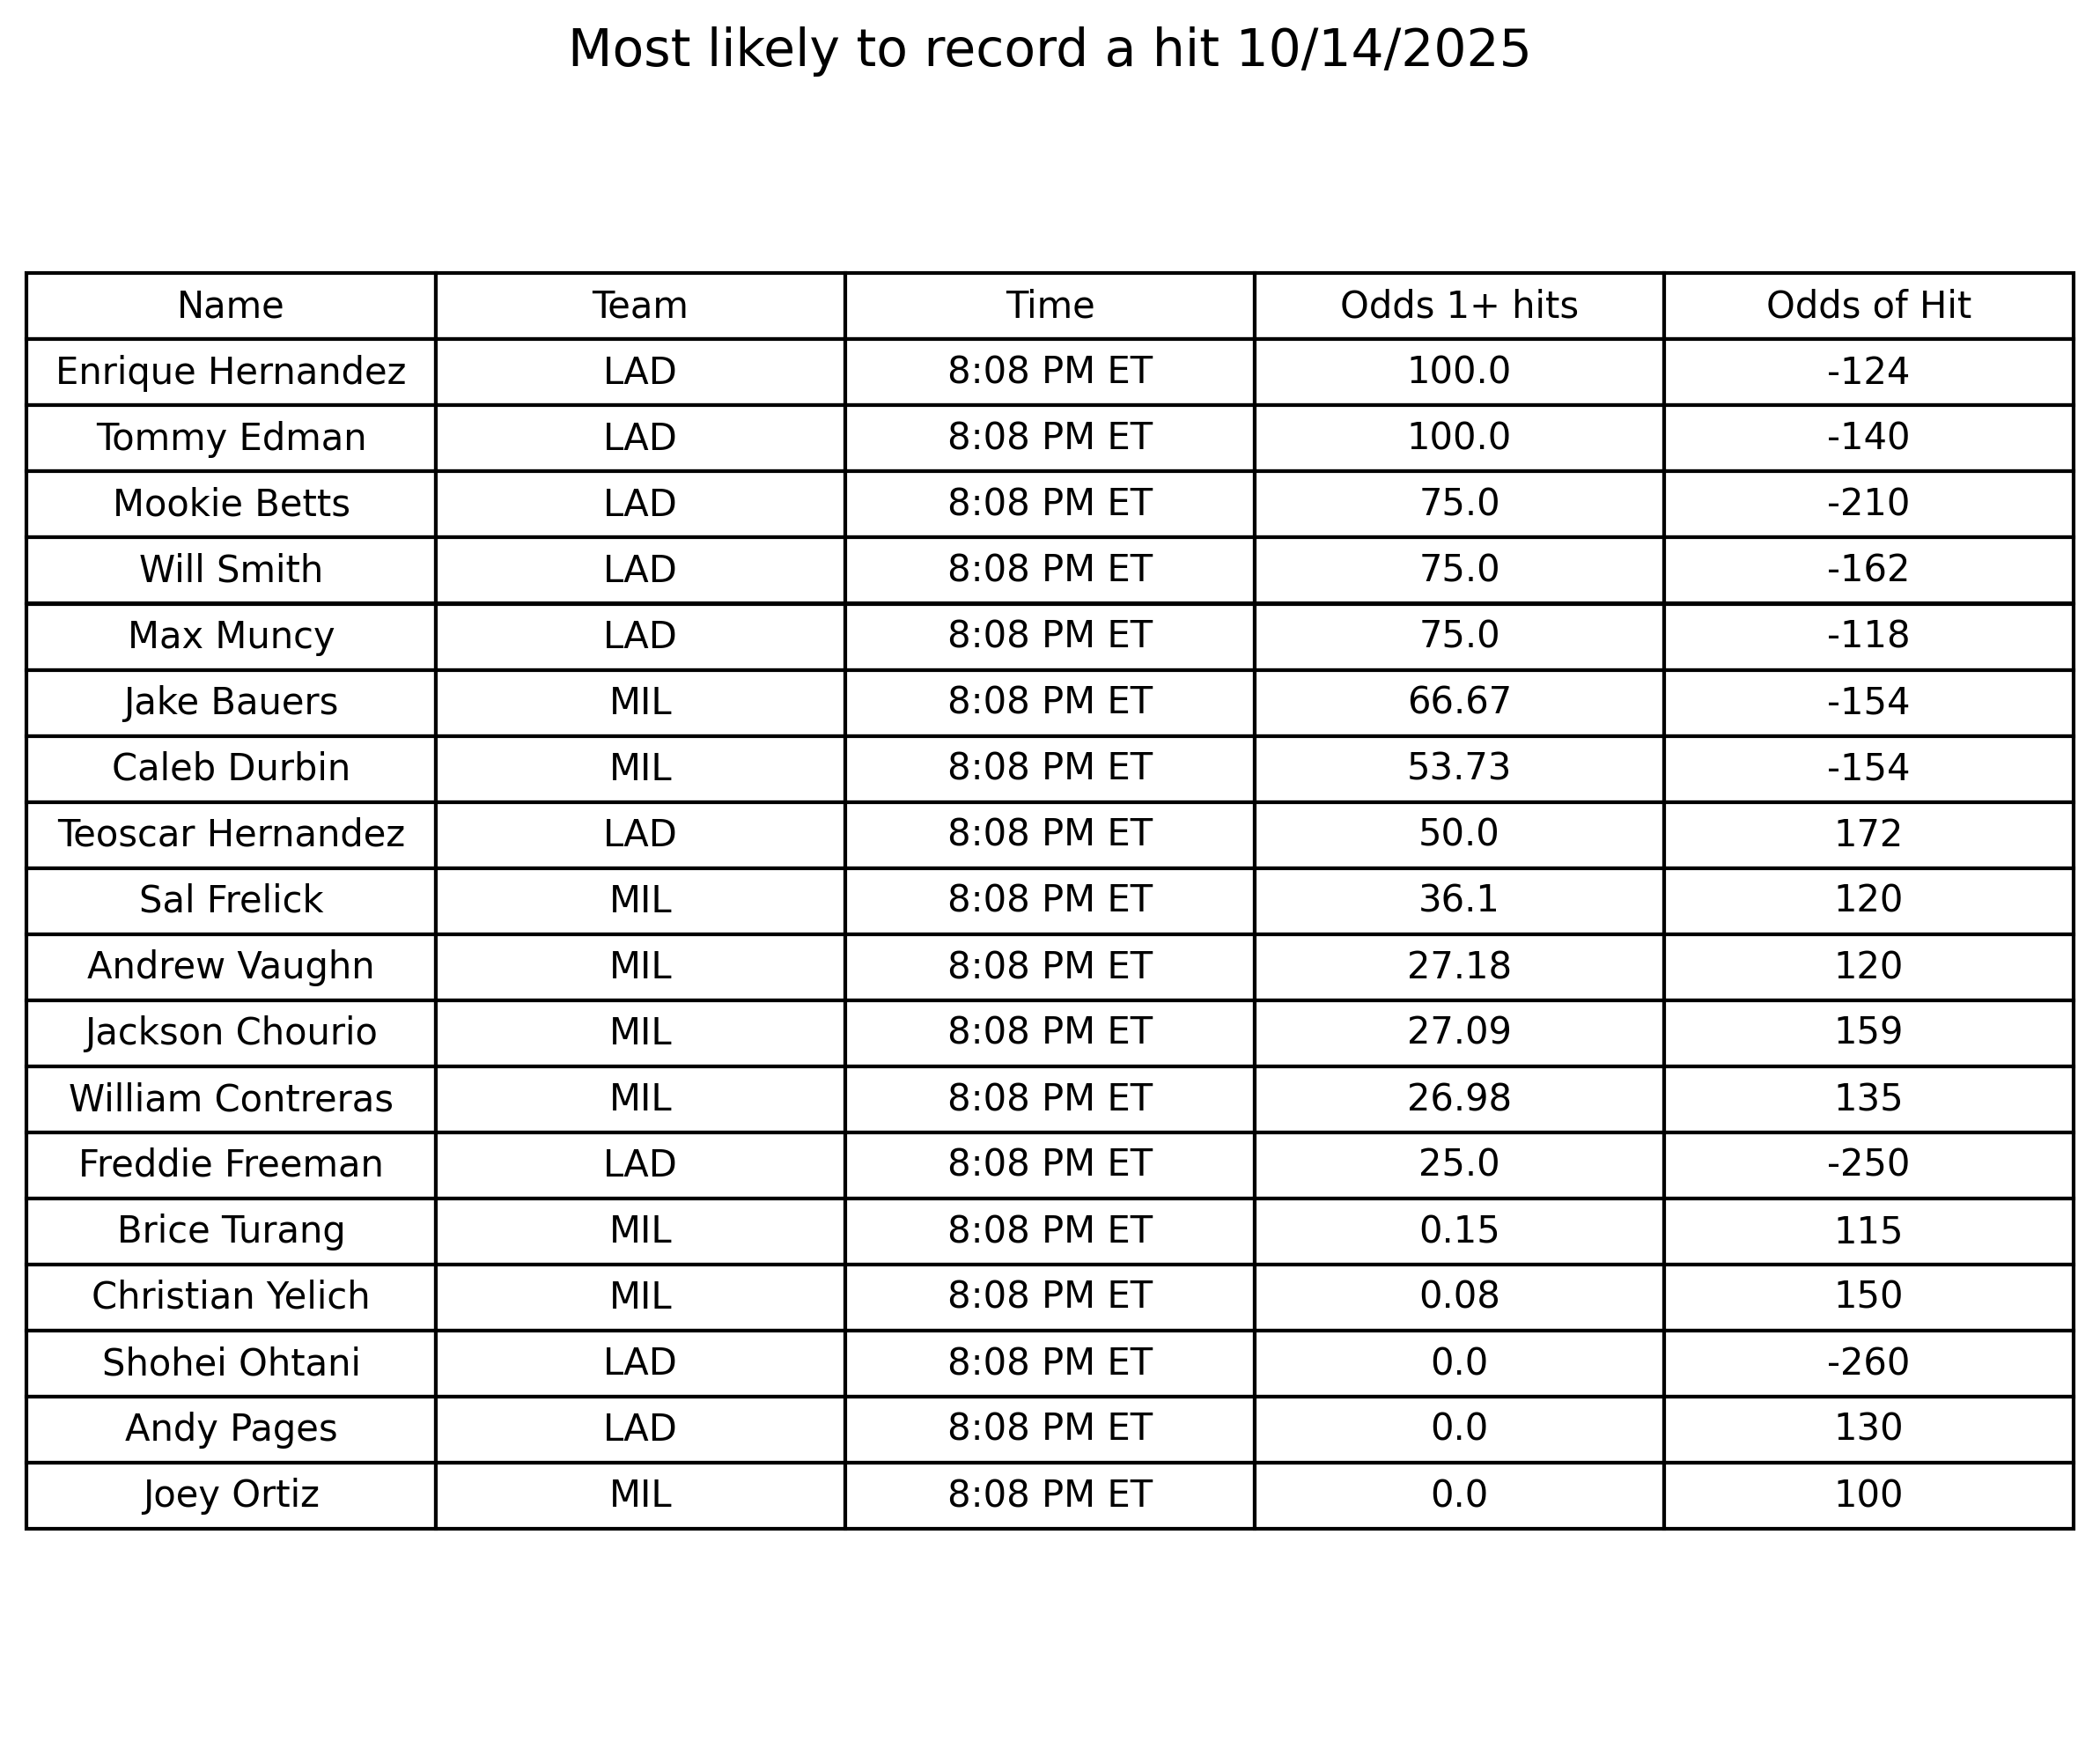 Most likely to record a hit 10/14/2025
Name Team Time Odds 1+ hits Odds of Hit
Enrique Hernandez LAD 8:08 PM ET 100.0 -124
Tommy Edman LAD 8:08 PM ET 100.0 -140
Mookie Betts LAD 8:08 PM ET 75.0 -210
Will Smith LAD 8:08 PM ET 75.0 -162
Max Muncy LAD 8:08 PM ET 75.0 -118
Jake Bauers MIL 8:08 PM ET 66.67 -154
Caleb Durbin MIL 8:08 PM ET 53.73 -154
Teoscar Hernandez LAD 8:08 PM ET 50.0 172
Sal Frelick MIL 8:08 PM ET 36.1 120
Andrew Vaughn MIL 8:08 PM ET 27.18 120
Jackson Chourio MIL 8:08 PM ET 27.09 159
William Contreras MIL 8:08 PM ET 26.98 135
Freddie Freeman LAD 8:08 PM ET 25.0 -250
Brice Turang MIL 8:08 PM ET 0.15 115
Christian Yelich MIL 8:08 PM ET 0.08 150
Shohei Ohtani LAD 8:08 PM ET 0.0 -260
Andy Pages LAD 8:08 PM ET 0.0 130
Joey Ortiz MIL 8:08 PM ET 0.0 100